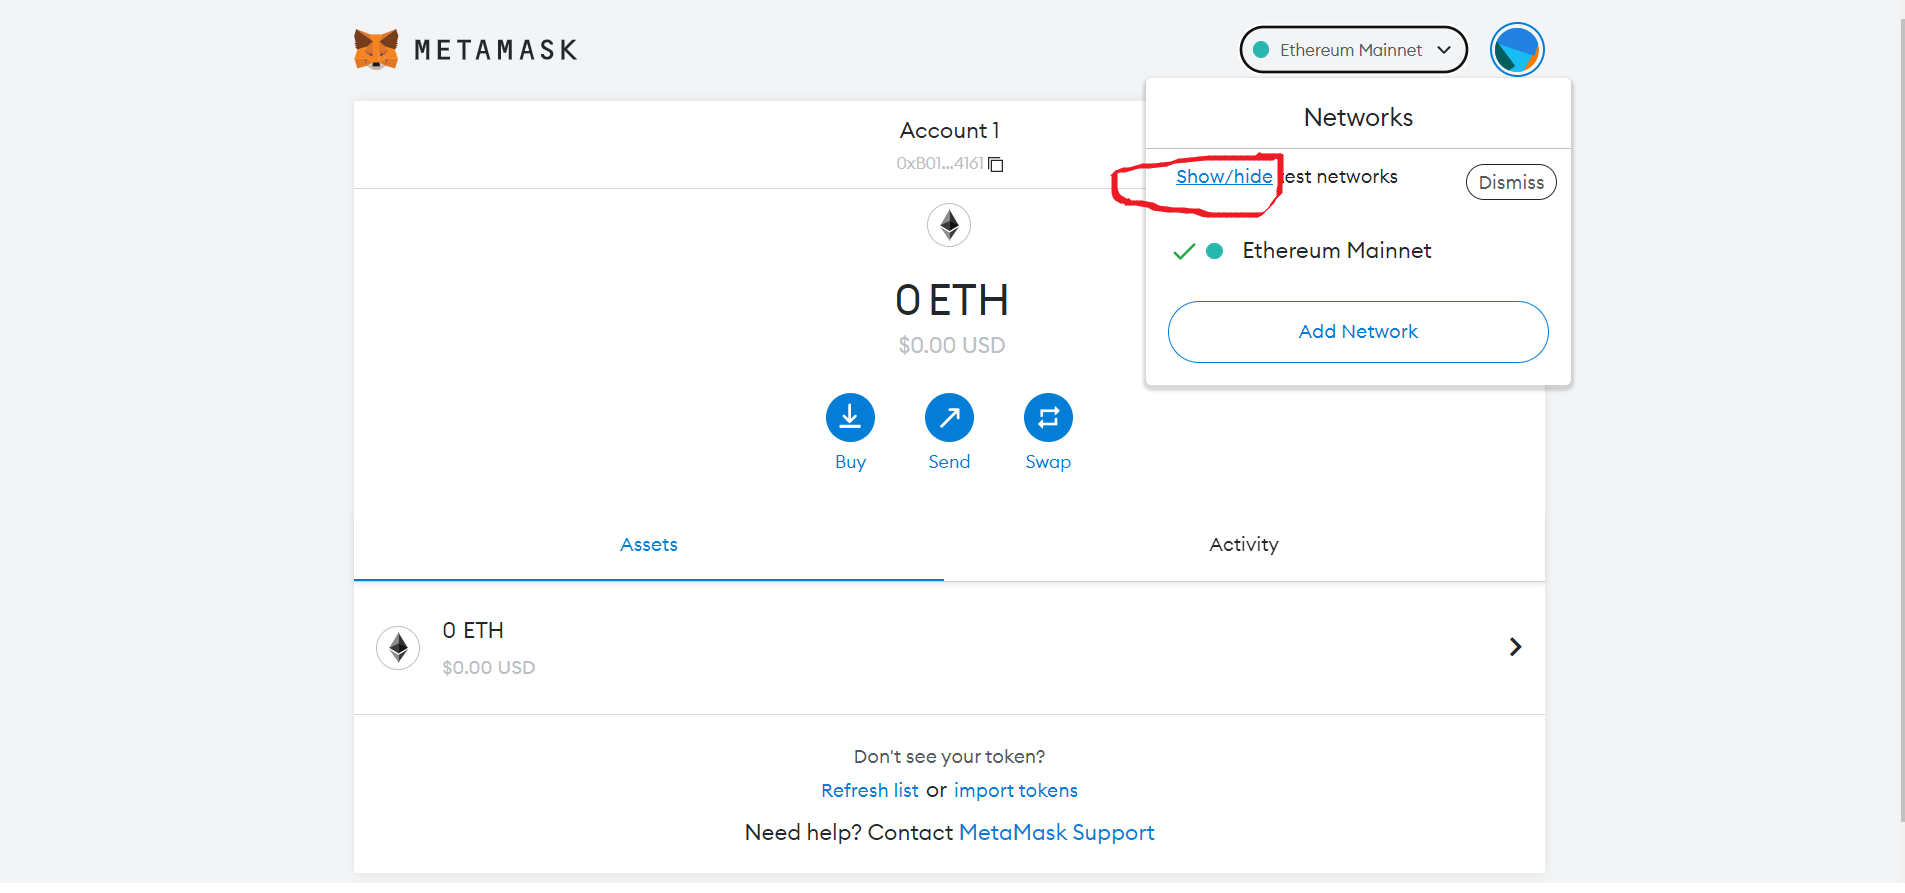 METAMASK
Ethereum Mainnet
Networks
Show/hide test networks
Dismiss
Ethereum Mainnet
Add Network
Account 1
0xB01...4161
0 ETH
$0.00 USD
Buy
Send
Swap
Assets
Activity
0 ETH
$0.00 USD
Don't see your token?
Refresh list or import tokens
Need help? Contact MetaMask Support